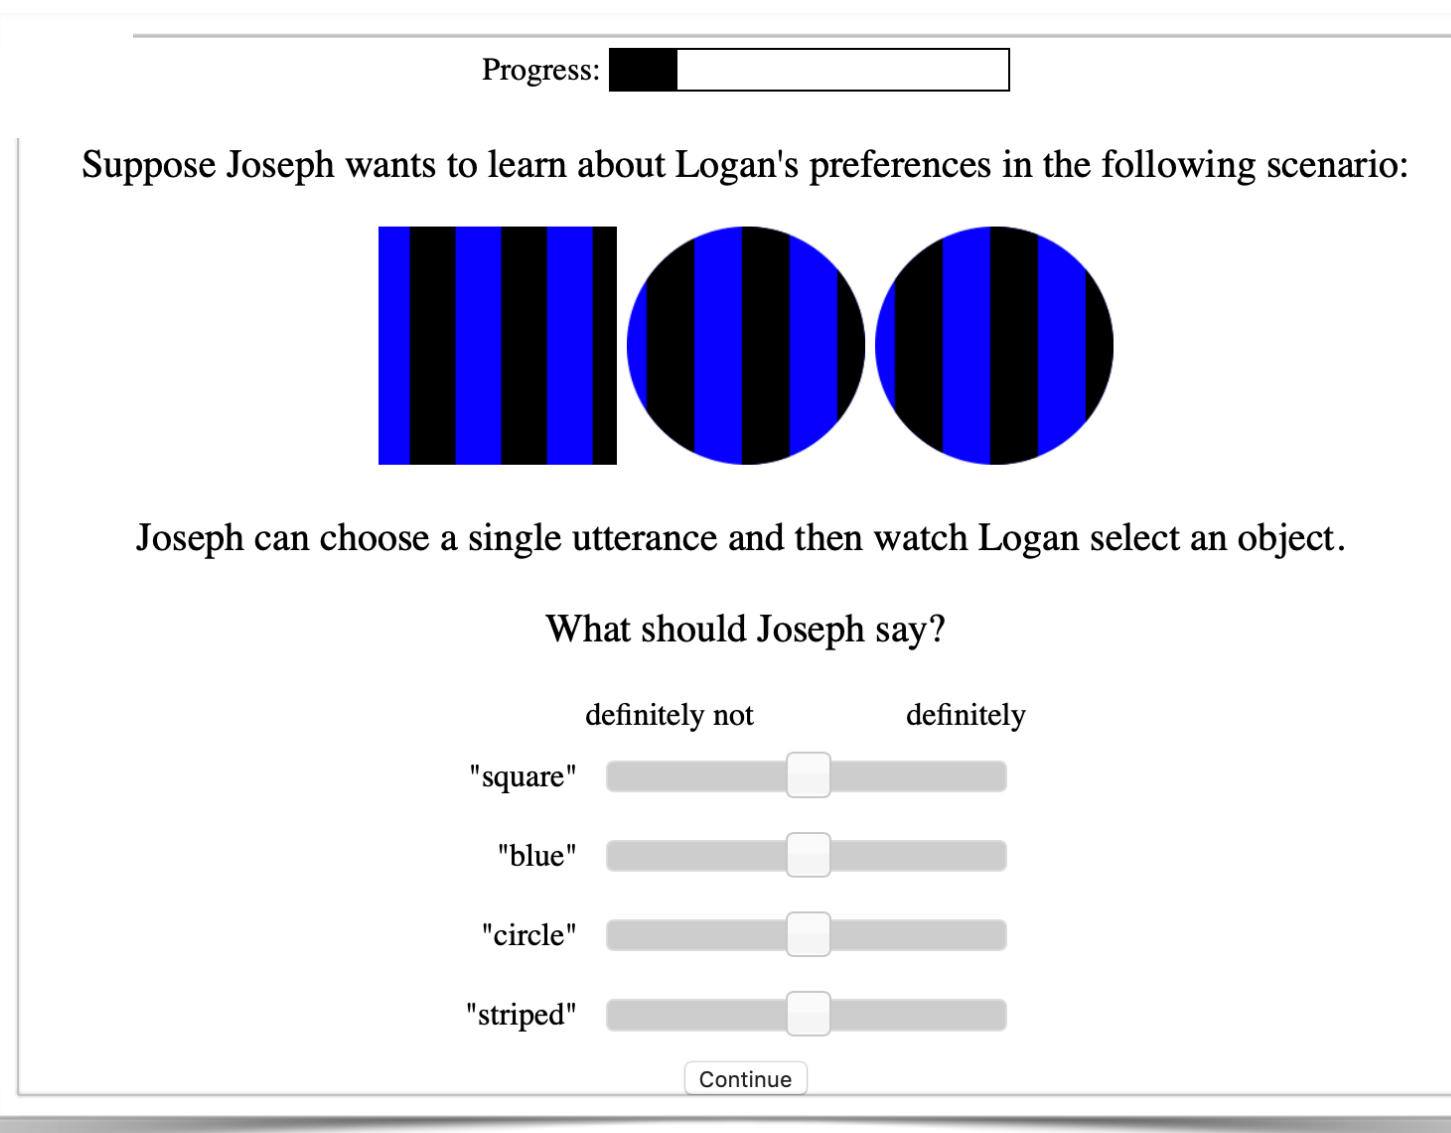 Progress:
Suppose Joseph wants to learn about Logan's preferences in the following scenario:
Joseph can choose a single utterance and then watch Logan select an object.
What should Joseph say?
definitely not definitely
"square"
"blue"
"circle"
"striped"
Continue